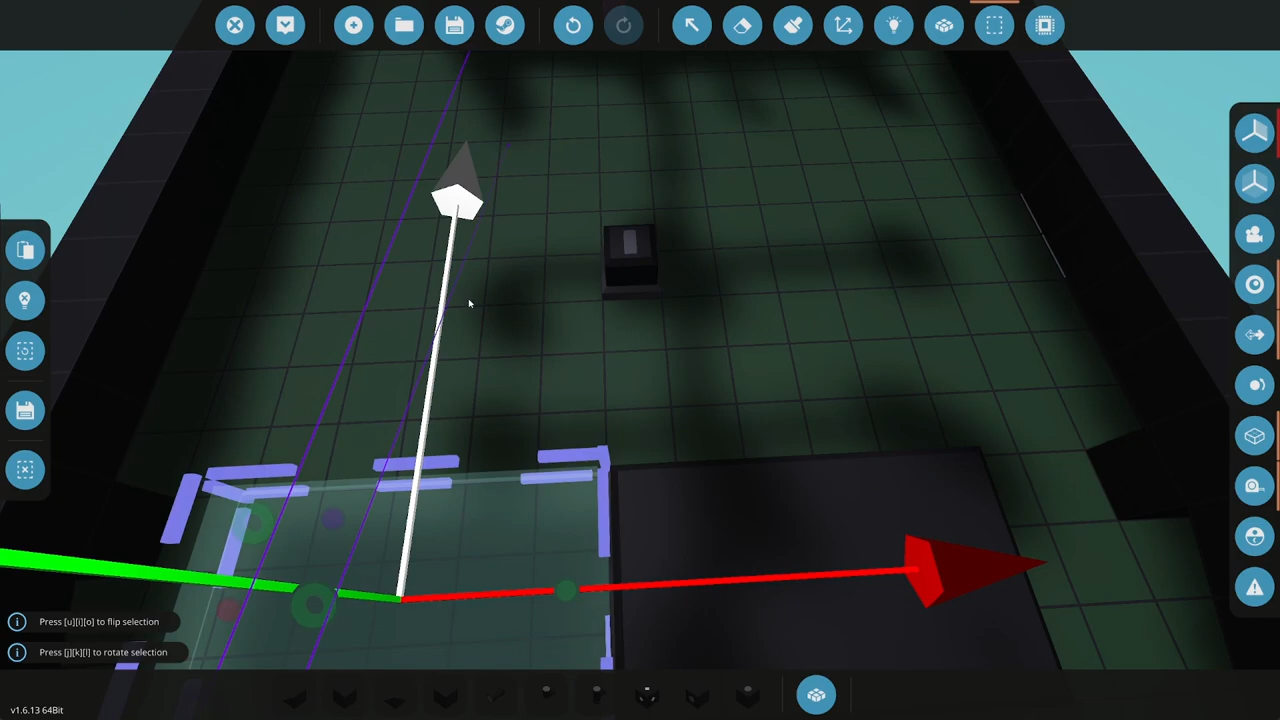 Press [u][i][o] to flip selection
Press [j][k][l] to rotate selection
v1.6.13 64Bit